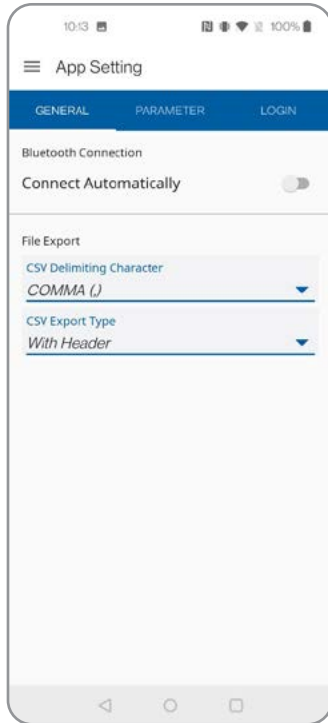 10:13 100%
App Setting
GENERAL PARAMETER LOGIN
Bluetooth Connection
Connect Automatically
File Export
CSV Delimiting Character
COMMA (,)
CSV Export Type
With Header